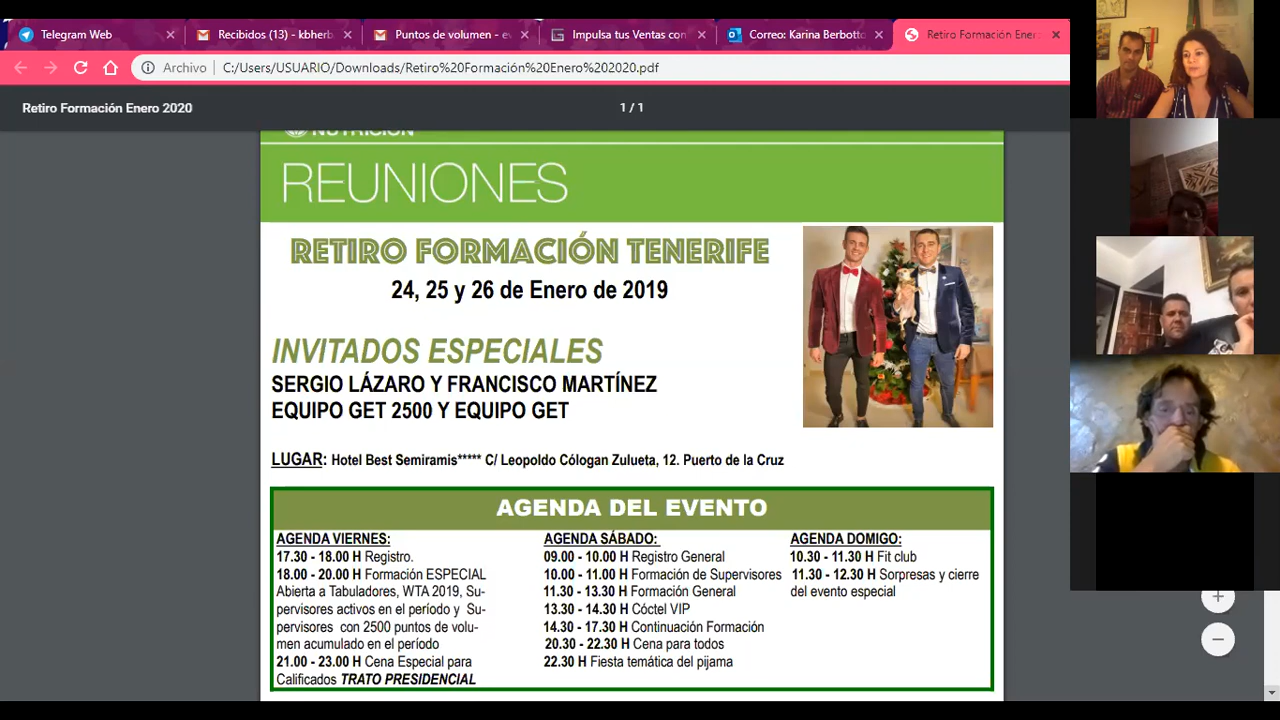 Telegram Web
Recibidos (13) - kbherb
Puntos de volumen - ev
Impulsa tus Ventas con
Correo: Karina Berbotto
Retiro Formación Ener
Archivo C:/Users/USUARIO/Downloads/Retiro%20Formación%20Enero%202020.pdf
Retiro Formación Enero 2020
1 / 1
NUTRICIÓN
REUNIONES
RETIRO FORMACIÓN TENERIFE
24, 25 y 26 de Enero de 2019
INVITADOS ESPECIALES
SERGIO LÁZARO Y FRANCISCO MARTÍNEZ
EQUIPO GET 2500 Y EQUIPO GET
LUGAR: Hotel Best Semiramis***** C/ Leopoldo Cólogan Zulueta, 12. Puerto de la Cruz
AGENDA DEL EVENTO
AGENDA VIERNES:
17.30 - 18.00 H Registro.
18.00 - 20.00 H Formación ESPECIAL
Abierta a Tabuladores, WTA 2019, Su-
pervisores activos en el período y Su-
pervisores con 2500 puntos de volu-
men acumulado en el período
21.00 - 23.00 H Cena Especial para
Calificados TRATO PRESIDENCIAL
AGENDA SÁBADO:
09.00 - 10.00 H Registro General
10.00 - 11.00 H Formación de Supervisores
11.30 - 13.30 H Formación General
13.30 - 14.30 H Cóctel VIP
14.30 - 17.30 H Continuación Formación
20.30 - 22.30 H Cena para todos
22.30 H Fiesta temática del pijama
AGENDA DOMIGO:
10.30 - 11.30 H Fit club
11.30 - 12.30 H Sorpresas y cierre
del evento especial